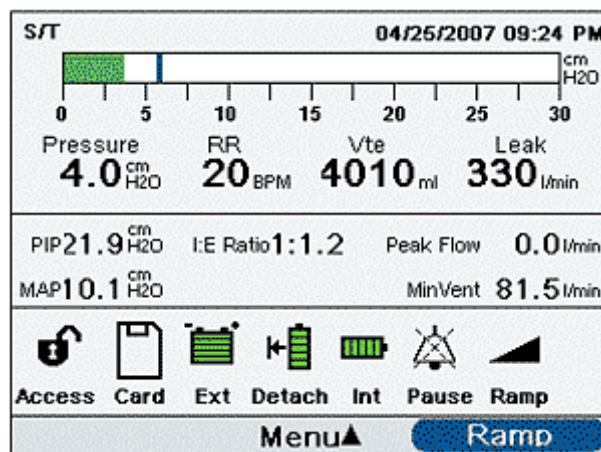 S/T 04/25/2007 09:24 PM
cm
H2O
0 5 10 15 20 25 30
Pressure RR Vte Leak
4.0 cm H2O 20 BPM 4010 ml 330 l/min
PIP 21.9 cm H2O I:E Ratio 1:1.2 Peak Flow 0.0 l/min
MAP 10.1 cm H2O MinVent 81.5 l/min
Access Card Ext Detach Int Pause Ramp
Menu Ramp